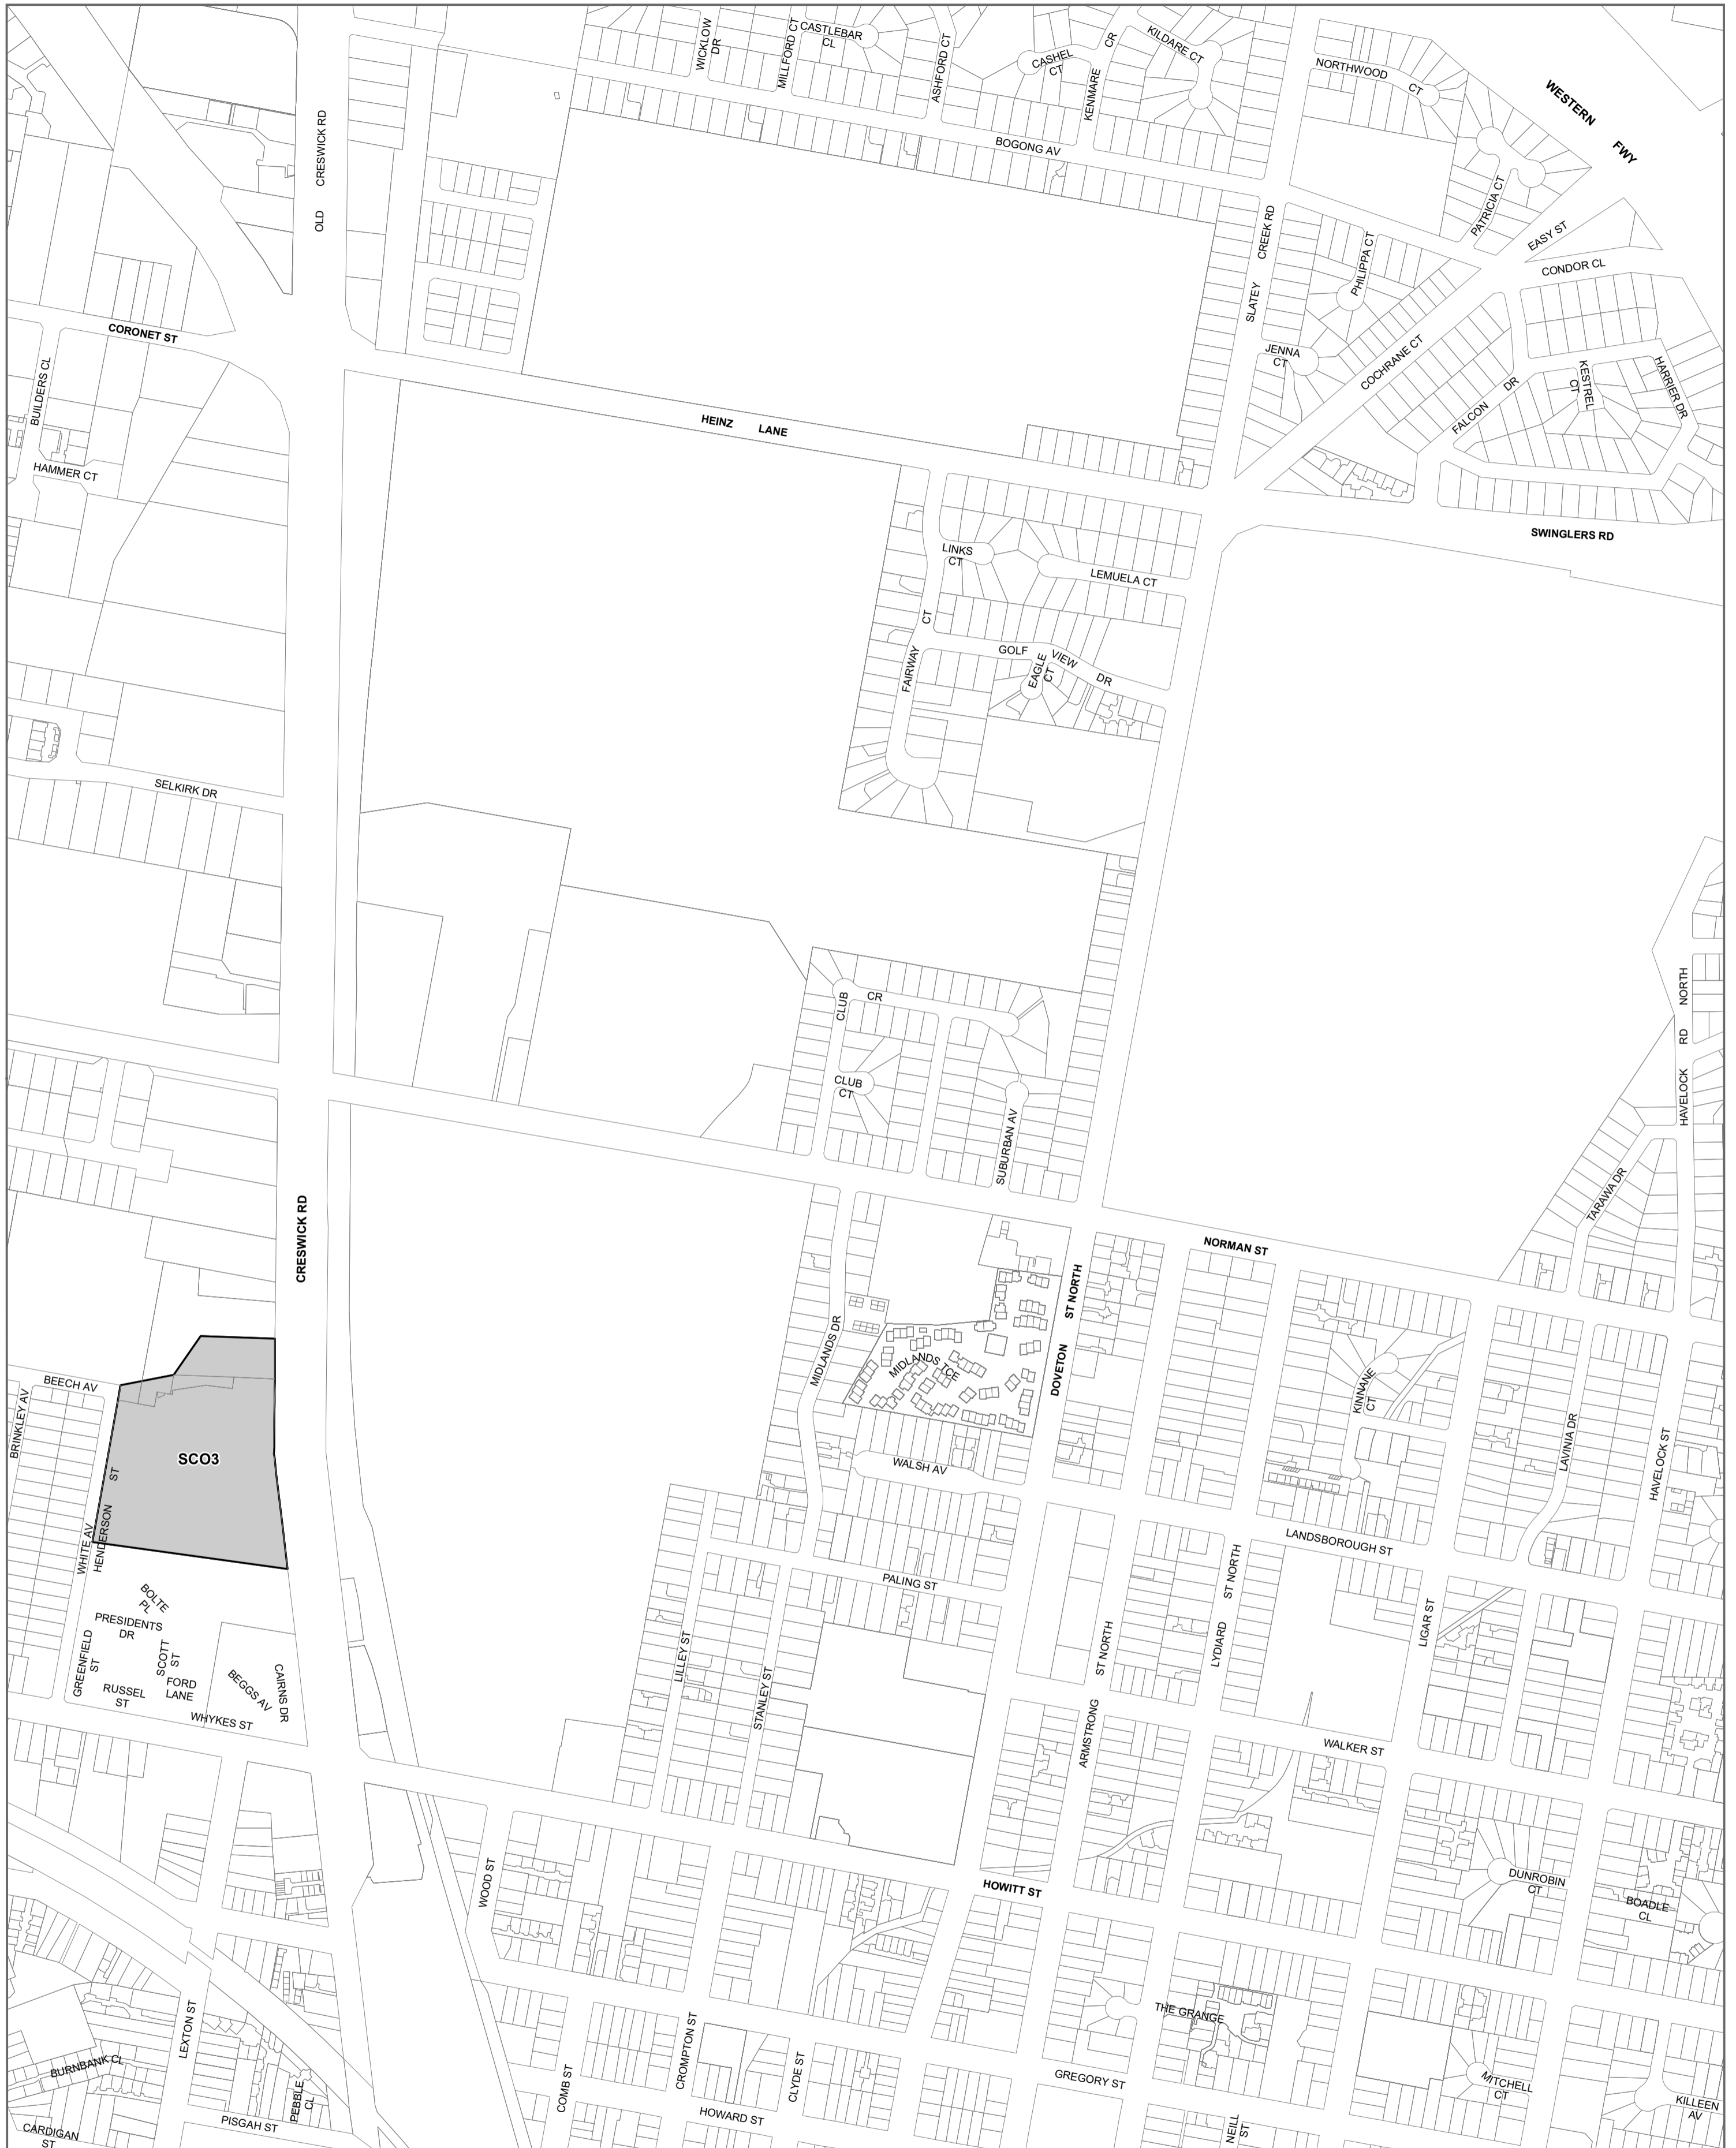 WICKLOW
DR
MILLFORD CT
CASTLEBAR
CL
ASHFORD CT
CASHEL
CT
KENMARE
CR
KILDARE CT
NORTHWOOD
CT
WESTERN
FWY
BOGONG AV
PATRICIA CT
EASY ST
CONDOR CL
OLD
CRESWICK RD
SLATEY
CREEK RD
PHILIPPA CT
CORONET ST
JENNA
CT
COCHRANE CT
BUILDERS CL
FALCON
DR
KESTREL
CT
HARRIER DR
HEINZ
LANE
HAMMER CT
SWINGLERS RD
LINKS
CT
LEMUELA CT
FAIRWAY
CT
GOLF
VIEW
DR
EAGLE
CT
SELKIRK DR
CLUB
CR
CLUB
CT
SUBURBAN AV
HAVELOCK
RD
NORTH
TARAWA DR
CRESWICK RD
NORMAN ST
DOVETON
ST NORTH
MIDLANDS DR
MIDLANDS TCE
KINNANE
CT
BEECH AV
BRINKLEY AV
SCO3
WALSH AV
LAVINIA DR
HAVELOCK ST
WHITE AV
HENDERSON
ST
LANDSBOROUGH ST
PALING ST
BOLTE
PL
PRESIDENTS
DR
GREENFIELD
ST
SCOTT
ST
FORD
LANE
RUSSEL
ST
BEGGS AV
CAIRNS DR
WHYKES ST
LILLEY ST
STANLEY ST
ARMSTRONG
ST NORTH
LYDIARD
ST NORTH
LIGAR ST
WALKER ST
WOOD ST
HOWITT ST
DUNROBIN
CT
BOADLE
CL
THE GRANGE
LEXTON ST
BURNBANK CL
PEBBLE
CL
PISGAH ST
CARDIGAN
ST
COMB ST
CROMPTON ST
CLYDE ST
HOWARD ST
GREGORY ST
MITCHELL
CT
KILLEEN
AV
NEILL
ST